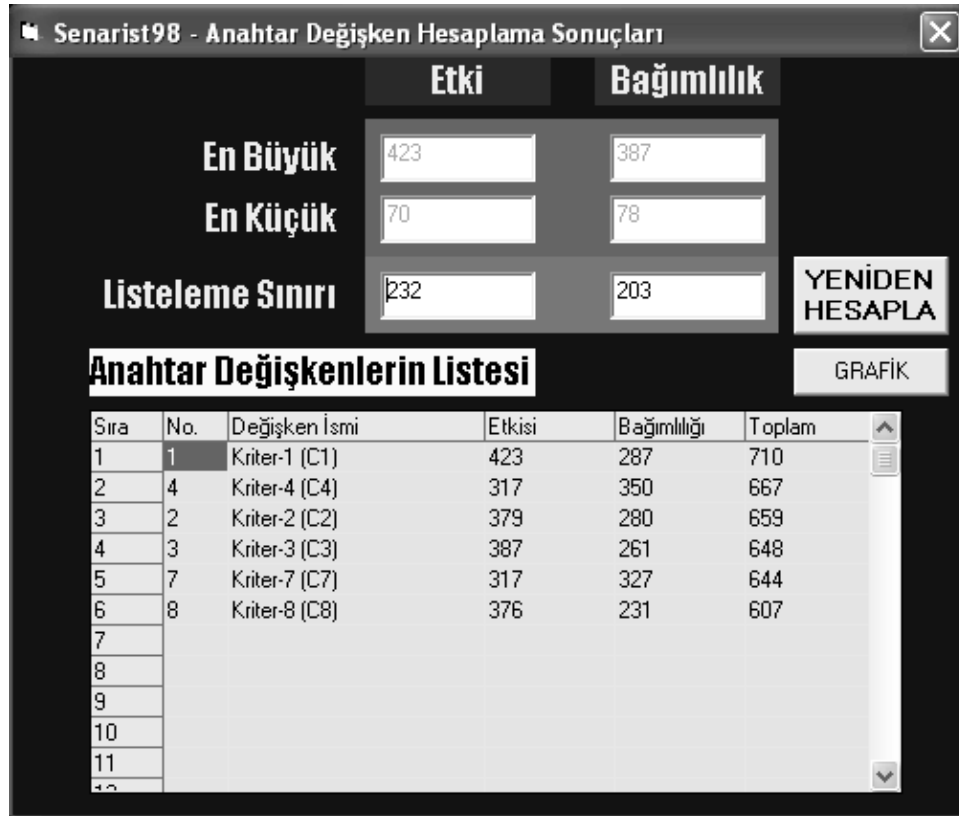 Senarist98 - Anahtar Değişken Hesaplama Sonuçları
Etki Bağımlılık
En Büyük 423 387
En Küçük 70 78
Listeleme Sınırı 232 203
YENİDEN
HESAPLA
Anahtar Değişkenlerin Listesi
GRAFİK
Sıra No. Değişken İsmi Etkisi Bağımlılığı Toplam
1 1 Kriter-1 (C1) 423 287 710
2 4 Kriter-4 (C4) 317 350 667
3 2 Kriter-2 (C2) 379 280 659
4 3 Kriter-3 (C3) 387 261 648
5 7 Kriter-7 (C7) 317 327 644
6 8 Kriter-8 (C8) 376 231 607
7
8
9
10
11